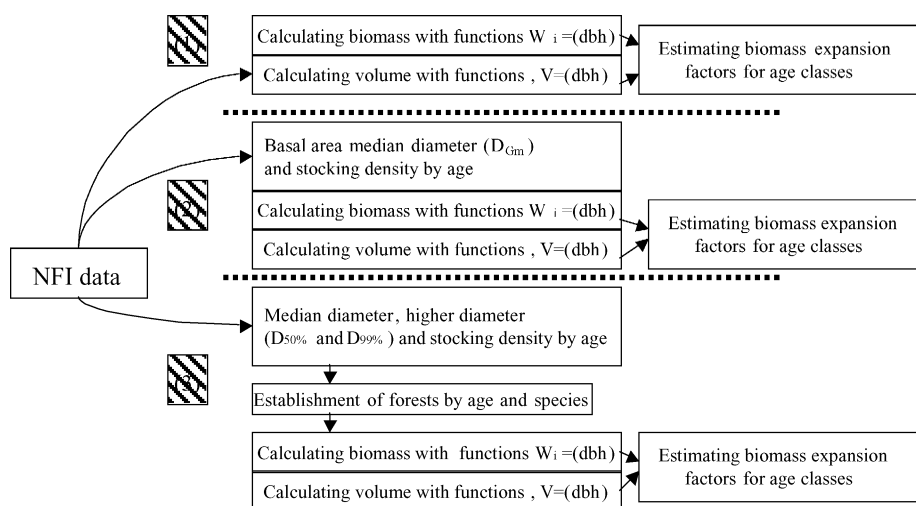 (1)
Calculating biomass with functions W i =(dbh)
Calculating volume with functions , V=(dbh)
Estimating biomass expansion
factors for age classes
Basal area median diameter (DGm)
and stocking density by age
(2)
Calculating biomass with functions W i =(dbh)
Calculating volume with functions , V=(dbh)
Estimating biomass expansion
factors for age classes
NFI data
Median diameter, higher diameter
(D50% and D99% ) and stocking density by age
(3)
Establishment of forests by age and species
Calculating biomass with functions Wi =(dbh)
Calculating volume with functions , V=(dbh)
Estimating biomass expansion
factors for age classes